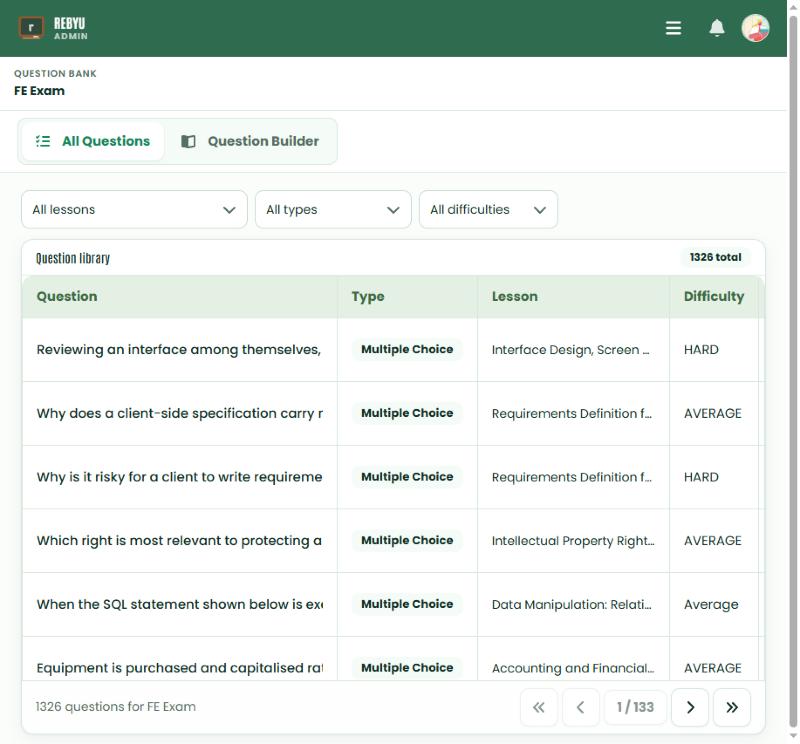 r
REBYU
ADMIN
QUESTION BANK
FE Exam
All Questions
Question Builder
All lessons
All types
All difficulties
Question library
1326 total
Question Type Lesson Difficulty
Reviewing an interface among themselves, Multiple Choice Interface Design, Screen ... HARD
Why does a client-side specification carry Multiple Choice Requirements Definition f... AVERAGE
Why is it risky for a client to write requireme Multiple Choice Requirements Definition f... HARD
Which right is most relevant to protecting a Multiple Choice Intellectual Property Right... AVERAGE
When the SQL statement shown below is exe Multiple Choice Data Manipulation: Relati... Average
Equipment is purchased and capitalised rat Multiple Choice Accounting and Financial... AVERAGE
1326 questions for FE Exam
1 / 133